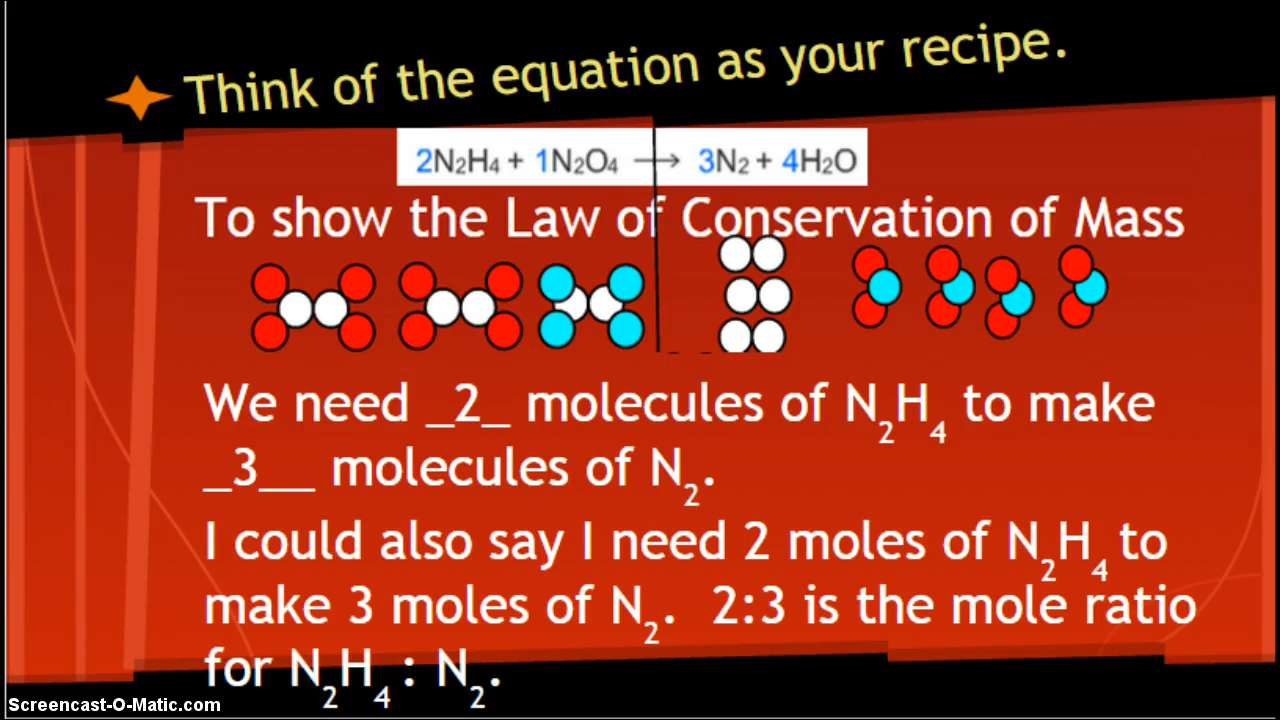 Think of the equation as your recipe.
2N₂H₄ + 1N₂O₄ → 3N₂ + 4H₂O
To show the Law of Conservation of Mass
We need _2_ molecules of N₂H₄ to make
_3__ molecules of N₂.
I could also say I need 2 moles of N₂H₄ to
make 3 moles of N₂. 2:3 is the mole ratio
for N₂H₄ : N₂.
Screencast-O-Matic.com